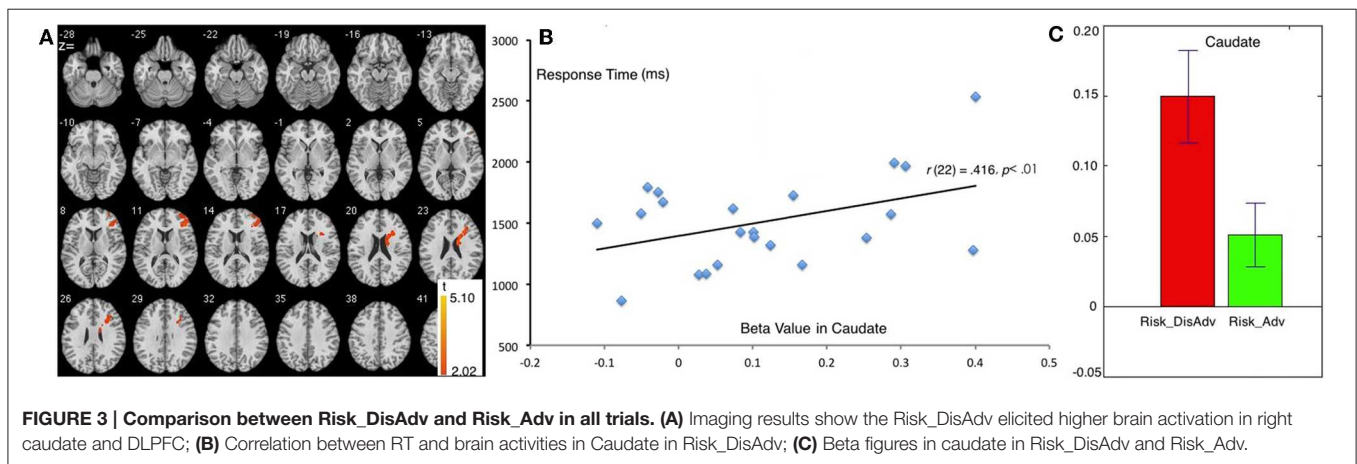 A
-28 -25 -22 -19 -16 -13
z=
-10 -7 -4 -1 2 5
8 11 14 17 20 23
26 29 32 35 38 41
t
5.10
2.02
B
3000
2500
2000
1500
1000
500
Response Time (ms)
r (22) = .416, p< .01
Beta Value in Caudate
-0.2 -0.1 0 0.1 0.2 0.3 0.4 0.5
C
Caudate
0.20
0.15
0.10
0.05
0
-0.05
Risk_DisAdv Risk_Adv
FIGURE 3 | Comparison between Risk_DisAdv and Risk_Adv in all trials. (A) Imaging results show the Risk_DisAdv elicited higher brain activation in right
caudate and DLPFC; (B) Correlation between RT and brain activities in Caudate in Risk_DisAdv; (C) Beta figures in caudate in Risk_DisAdv and Risk_Adv.